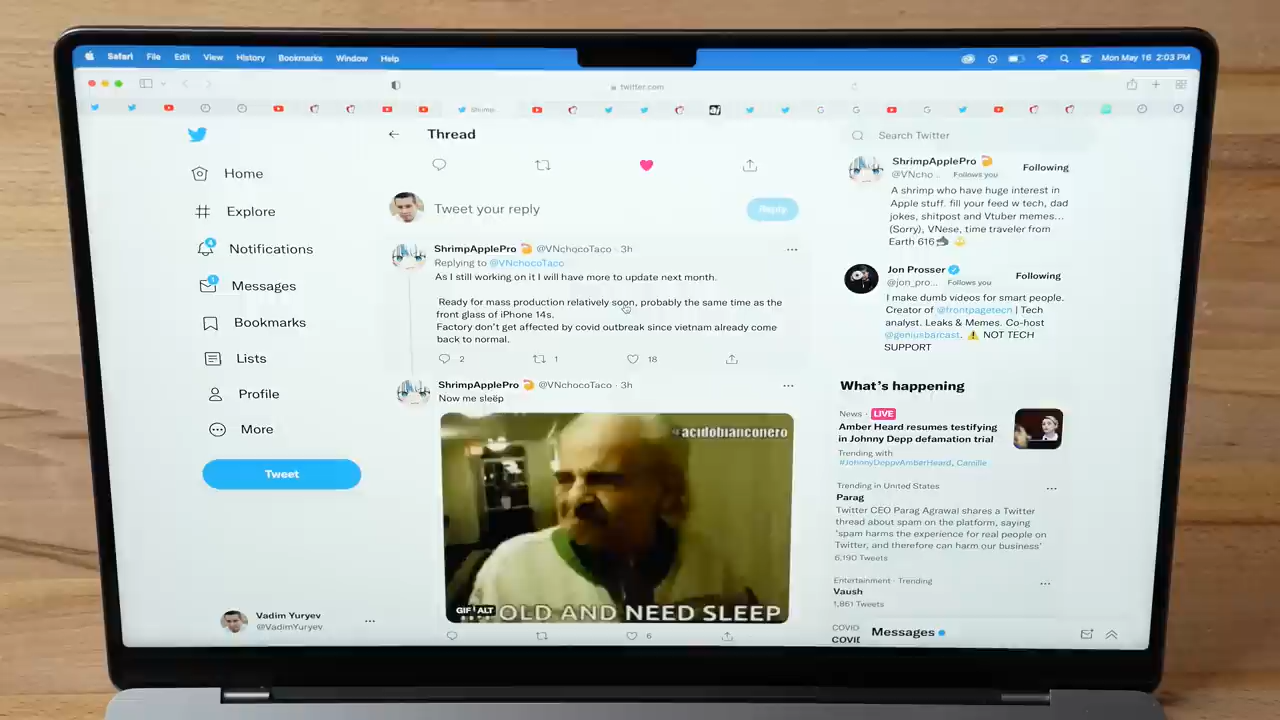 Safari File Edit View History Bookmarks Window Help
Mon May 16 2:03 PM
twitter.com
Home
Explore
Notifications
Messages
Bookmarks
Lists
Profile
More
Tweet
Vadim Yuryev
@VadimYuryev
Thread
Tweet your reply
Reply
ShrimpApplePro @VNchocoTaco · 3h
Replying to @VNchocoTaco
As I still working on it I will have more to update next month.
Ready for mass production relatively soon, probably the same time as the
front glass of iPhone 14s.
Factory don't get affected by covid outbreak since vietnam already come
back to normal.
2 1 18
ShrimpApplePro @VNchocoTaco · 3h
Now me sleep
@acidobianconero
GIF ALT
.... OLD AND NEED SLEEP
6
Search Twitter
ShrimpApplePro
@VNcho... Follows you
Following
A shrimp who have huge interest in
Apple stuff. fill your feed w tech, dad
jokes, shitpost and Vtuber memes...
(Sorry), VNese, time traveler from
Earth 616
Jon Prosser
@jon_pro... Follows you
Following
I make dumb videos for smart people.
Creator of @frontpagetech | Tech
analyst. Leaks & Memes. Co-host
@geniusbarcast. ⚠️ NOT TECH
SUPPORT
What's happening
News · LIVE
Amber Heard resumes testifying
in Johnny Depp defamation trial
Trending with
#JohnnyDeppvAmberHeard, Camille
Trending in United States
Parag
Twitter CEO Parag Agrawal shares a Twitter
thread about spam on the platform, saying
'spam harms the experience for real people on
Twitter, and therefore can harm our business'
6,190 Tweets
Entertainment · Trending
Vaush
1,861 Tweets
COVID
COVI
Messages